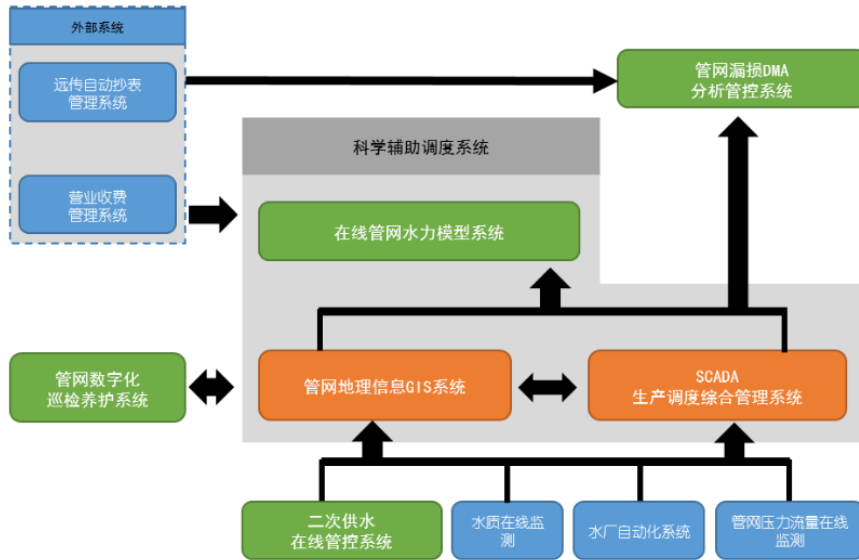 外部系统
远传自动抄表
管理系统
管网漏损DMA
分析管控系统
科学辅助调度系统
营业收费
管理系统
在线管网水力模型系统
管网数字化
巡检养护系统
管网地理信息GIS系统
SCADA
生产调度综合管理系统
二次供水
在线管控系统
水质在线监
测
水厂自动化系统
管网压力流量在线
监测